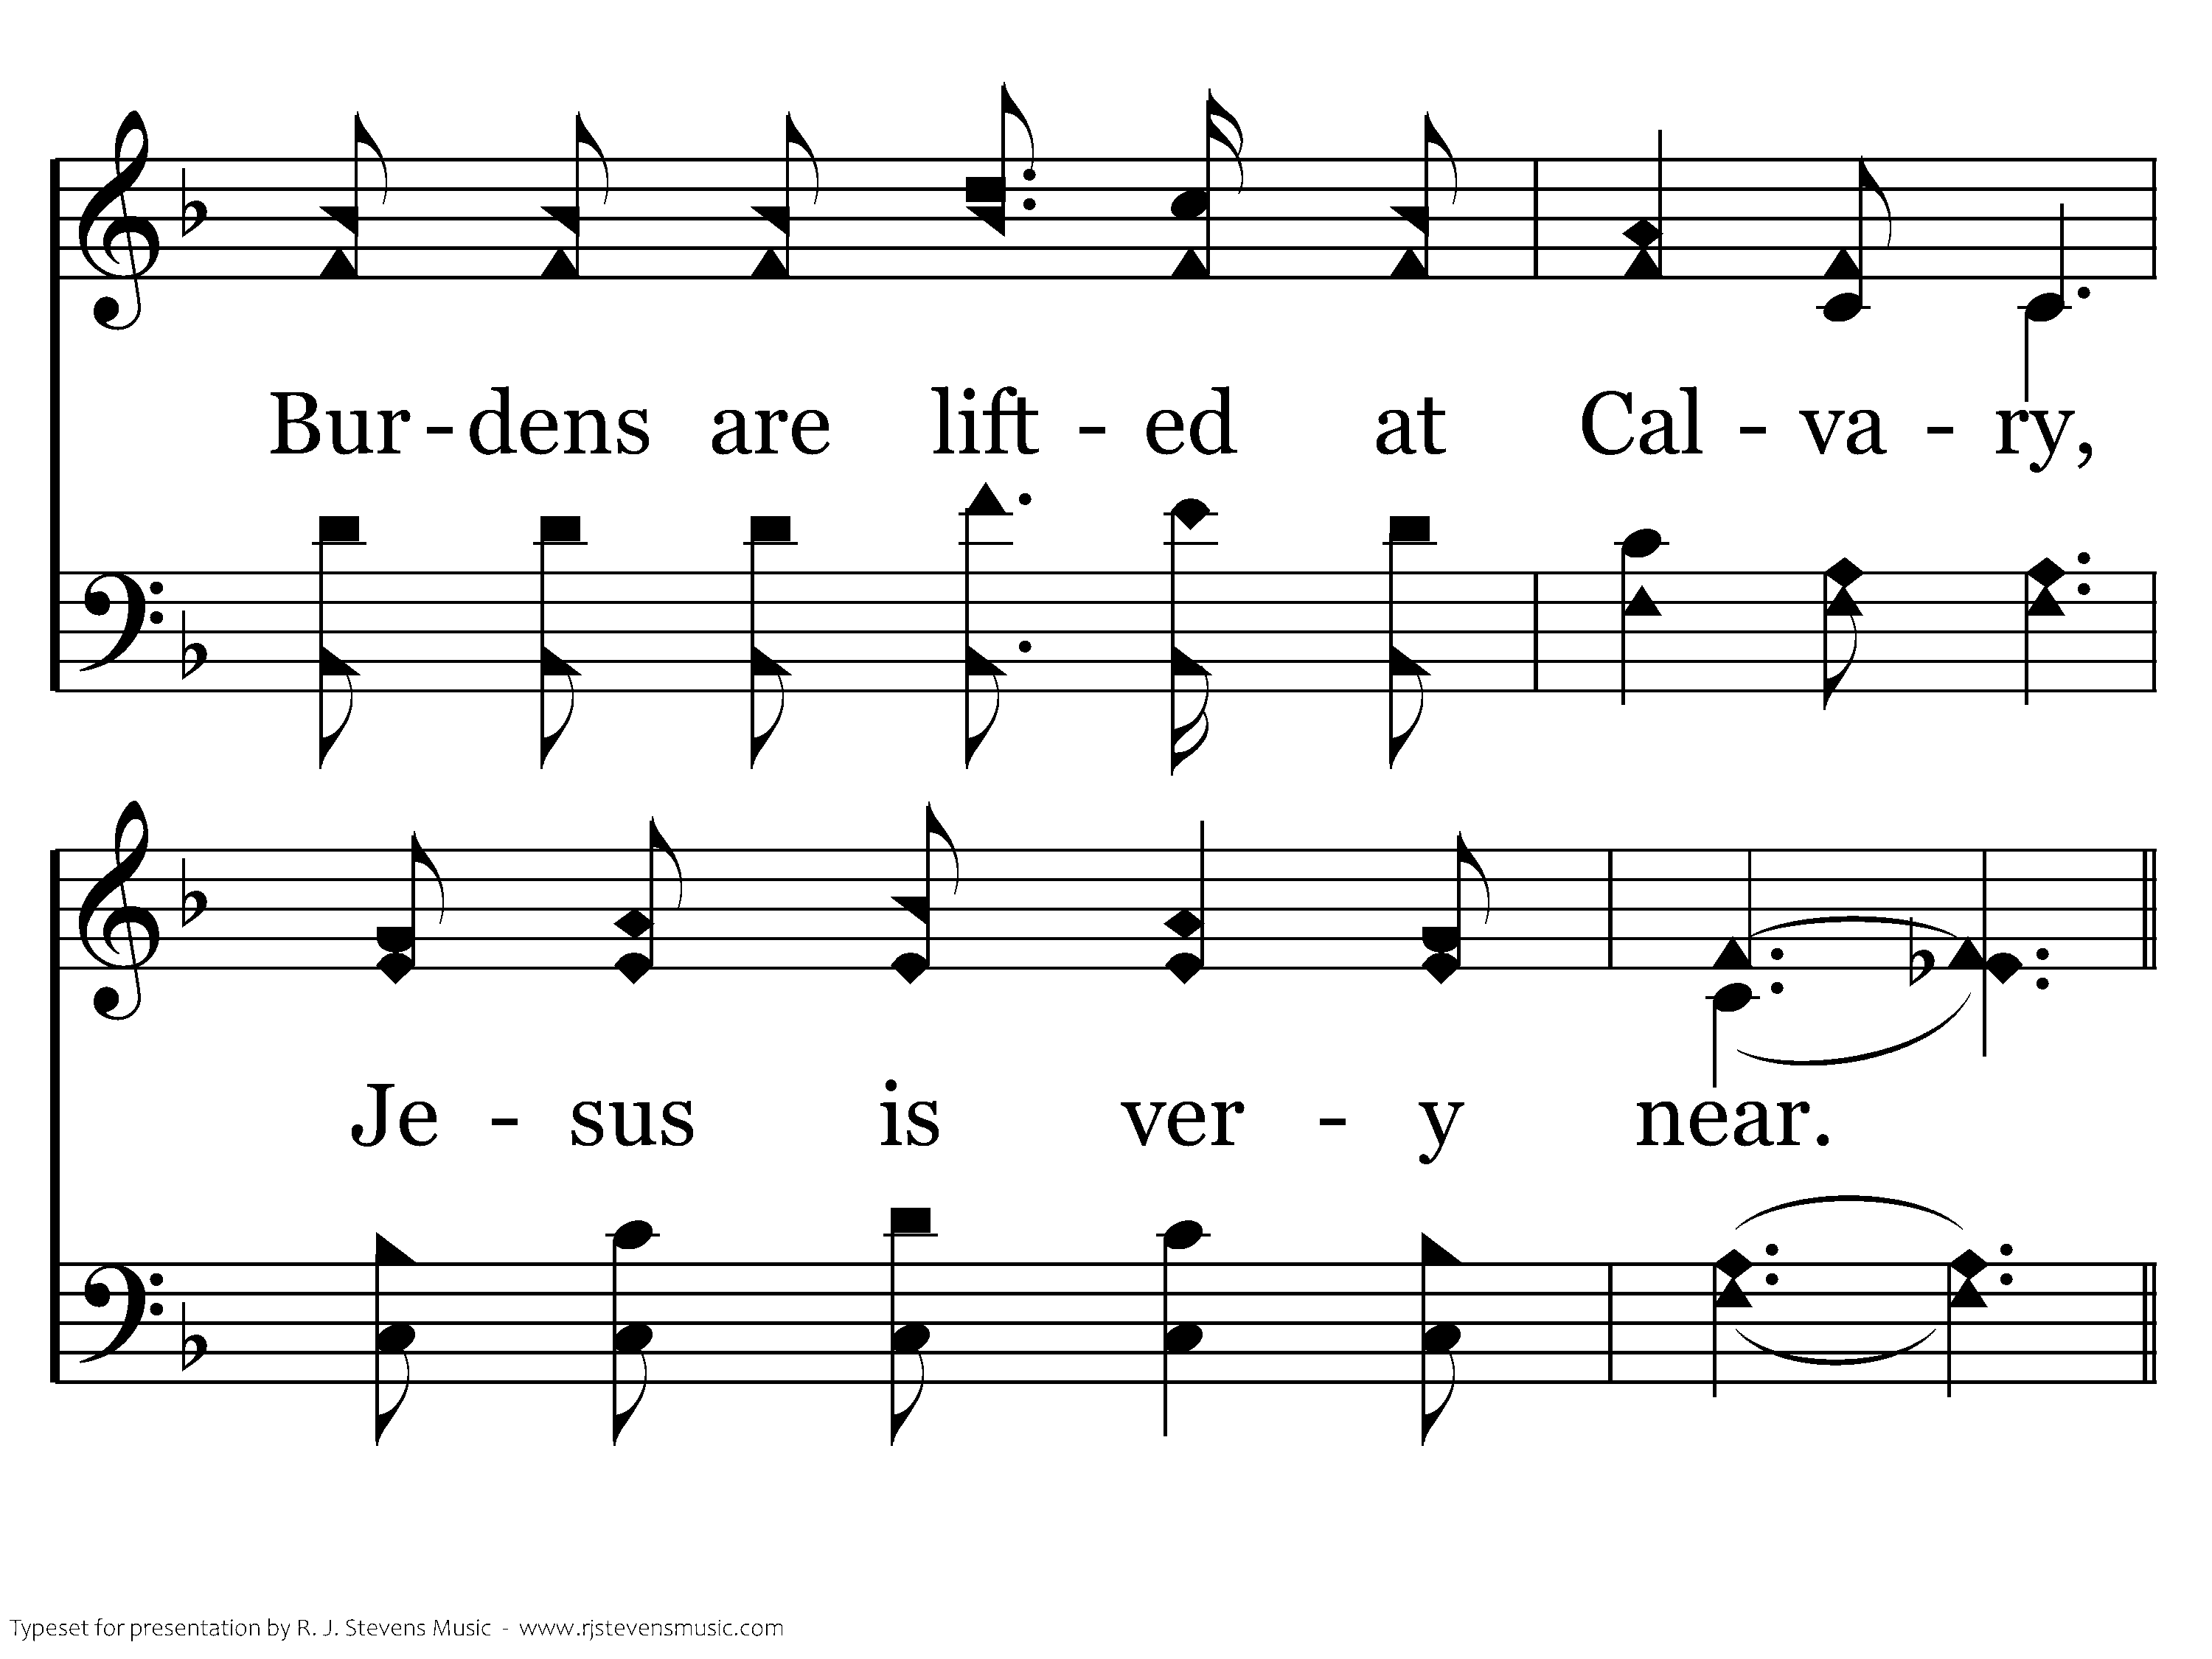 Bur - dens are lift - ed at Cal - va - ry,
Je - sus is ver - y near.
Typeset for presentation by R. J. Stevens Music - www.rjstevensmusic.com